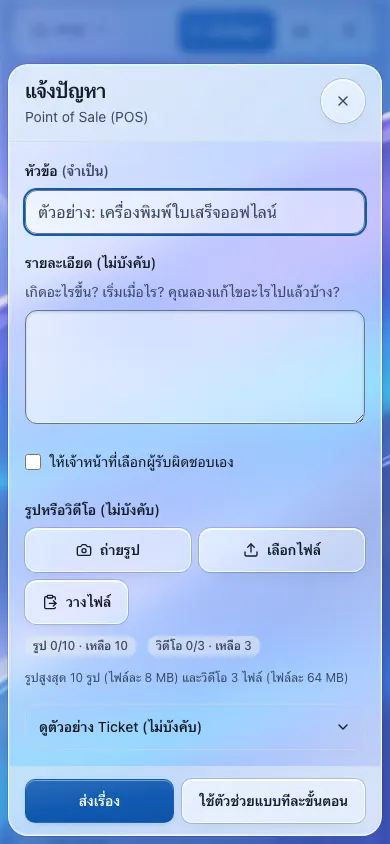 แจ้งปัญหา
Point of Sale (POS)
หัวข้อ (จำเป็น)
ตัวอย่าง: เครื่องพิมพ์ใบเสร็จออฟไลน์
รายละเอียด (ไม่บังคับ)
เกิดอะไรขึ้น? เริ่มเมื่อไร? คุณลองแก้ไขอะไรไปแล้วบ้าง?
ให้เจ้าหน้าที่เลือกผู้รับผิดชอบเอง
รูปหรือวิดีโอ (ไม่บังคับ)
ถ่ายรูป
เลือกไฟล์
วางไฟล์
รูป 0/10 · เหลือ 10
วิดีโอ 0/3 · เหลือ 3
รูปสูงสุด 10 รูป (ไฟล์ละ 8 MB) และวิดีโอ 3 ไฟล์ (ไฟล์ละ 64 MB)
ดูตัวอย่าง Ticket (ไม่บังคับ)
ส่งเรื่อง
ใช้ตัวช่วยแบบทีละขั้นตอน